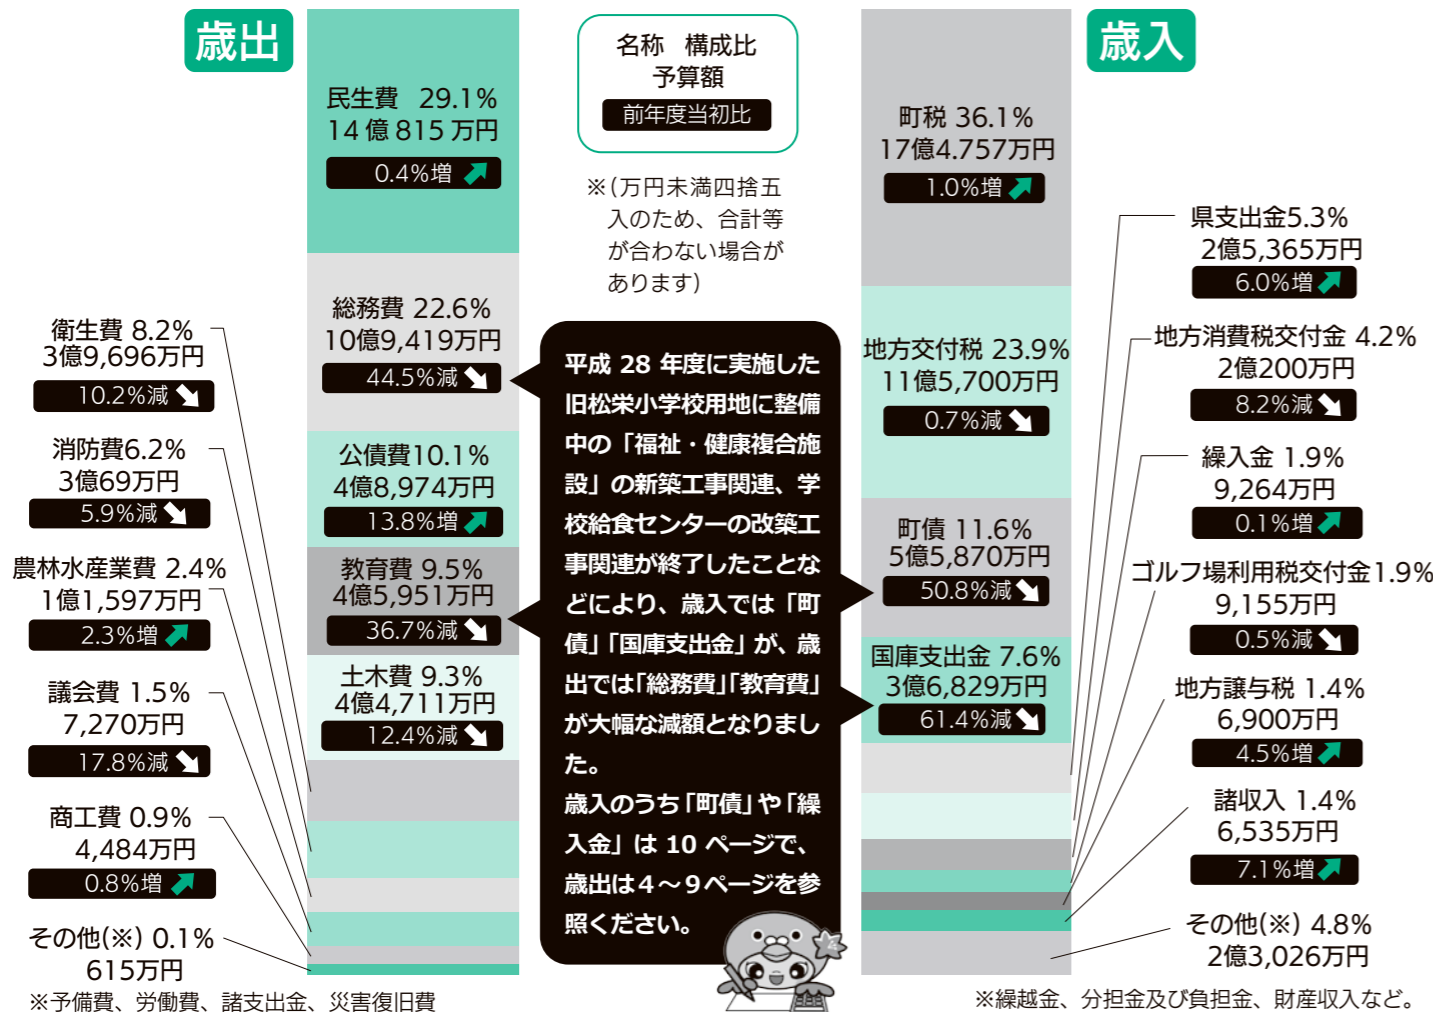 歳出
民生費 29.1%
14億815万円
0.4%増
総務費 22.6%
10億9,419万円
44.5%減
公債費10.1%
4億8,974万円
13.8%増
教育費 9.5%
4億5,951万円
36.7%減
土木費 9.3%
4億4,711万円
12.4%減
衛生費 8.2%
3億9,696万円
10.2%減
消防費6.2%
3億69万円
5.9%減
農林水産業費 2.4%
1億1,597万円
2.3%増
議会費 1.5%
7,270万円
17.8%減
商工費 0.9%
4,484万円
0.8%増
その他(※) 0.1%
615万円
※予備費、労働費、諸支出金、災害復旧費
名称 構成比
予算額
前年度当初比
※(万円未満四捨五
入のため、合計等
が合わない場合が
あります)
平成 28 年度に実施した
旧松栄小学校用地に整備
中の「福祉・健康複合施
設」の新築工事関連、学
校給食センターの改築工
事関連が終了したことな
どにより、歳入では「町
債」「国庫支出金」が、歳
出では「総務費」「教育費」
が大幅な減額となりまし
た。
歳入のうち「町債」や「繰
入金」は 10 ページで、
歳出は4～9ページを参
照ください。
歳入
町税 36.1%
17億4.757万円
1.0%増
地方交付税 23.9%
11億5,700万円
0.7%減
町債 11.6%
5億5,870万円
50.8%減
国庫支出金 7.6%
3億6,829万円
61.4%減
県支出金5.3%
2億5,365万円
6.0%増
地方消費税交付金 4.2%
2億200万円
8.2%減
繰入金 1.9%
9,264万円
0.1%増
ゴルフ場利用税交付金1.9%
9,155万円
0.5%減
地方譲与税 1.4%
6,900万円
4.5%増
諸収入 1.4%
6,535万円
7.1%増
その他(※) 4.8%
2億3,026万円
※繰越金、分担金及び負担金、財産収入など。